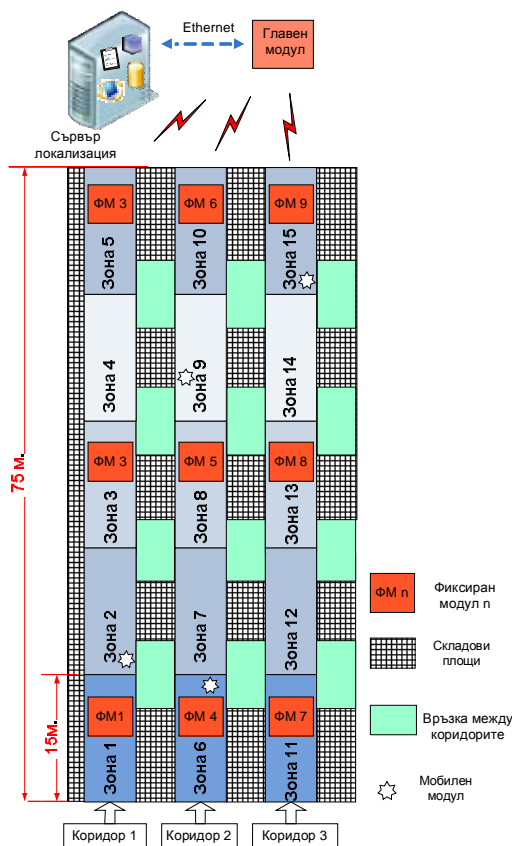 Ethernet
Главен
модул
Сървър
локализация
ФМ 3
ФМ 6
ФМ 9
Зона 5
Зона 10
Зона 15
Зона 4
Зона 9
Зона 14
75 м.
ФМ 3
ФМ 5
ФМ 8
Зона 3
Зона 8
Зона 13
Зона 2
Зона 7
Зона 12
15м.
ФМ1
ФМ 4
ФМ 7
Зона 1
Зона 6
Зона 11
Коридор 1
Коридор 2
Коридор 3
ФМ n
Фиксиран
модул n
Складови
площи
Връзка между
коридорите
Мобилен
модул